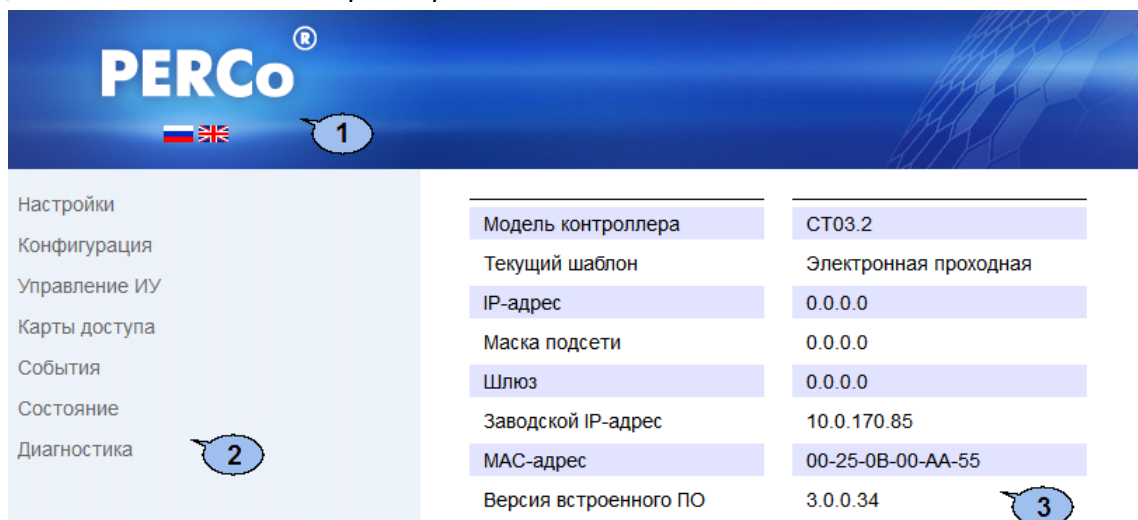 PERCo®
1
Настройки
Конфигурация
Управление ИУ
Карты доступа
События
Состояние
Диагностика
2
Модель контроллера CT03.2
Текущий шаблон Электронная проходная
IP-адрес 0.0.0.0
Маска подсети 0.0.0.0
Шлюз 0.0.0.0
Заводской IP-адрес 10.0.170.85
MAC-адрес 00-25-0B-00-AA-55
Версия встроенного ПО 3.0.0.34
3